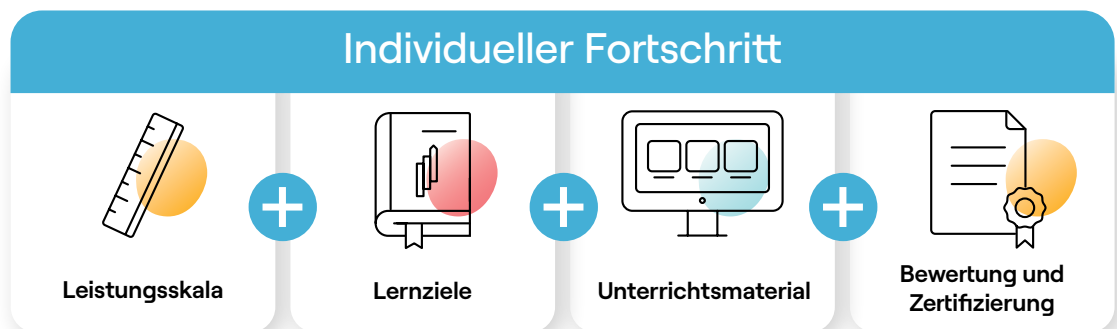 Individueller Fortschritt
Leistungsskala
Lernziele
Unterrichtsmaterial
Bewertung und
Zertifizierung